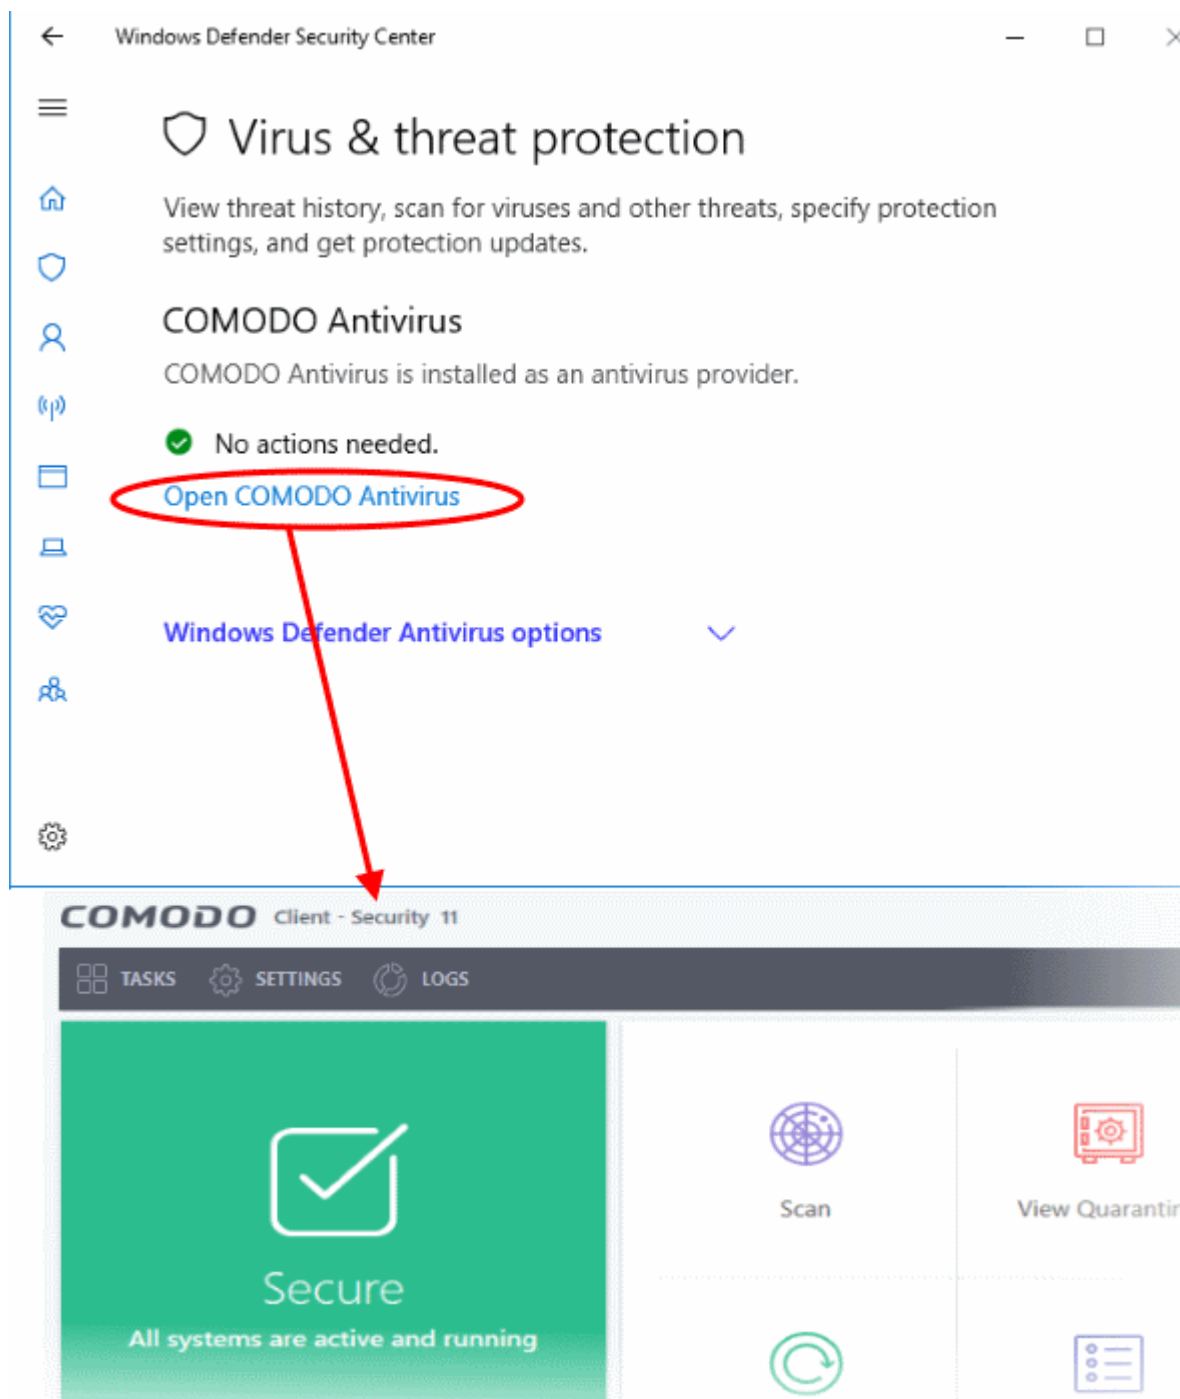 Windows Defender Security Center
Virus & threat protection
View threat history, scan for viruses and other threats, specify protection
settings, and get protection updates.
COMODO Antivirus
COMODO Antivirus is installed as an antivirus provider.
No actions needed.
Open COMODO Antivirus
Windows Defender Antivirus options
COMODO Client - Security 11
TASKS SETTINGS LOGS
Scan
View Quarantin
Secure
All systems are active and running